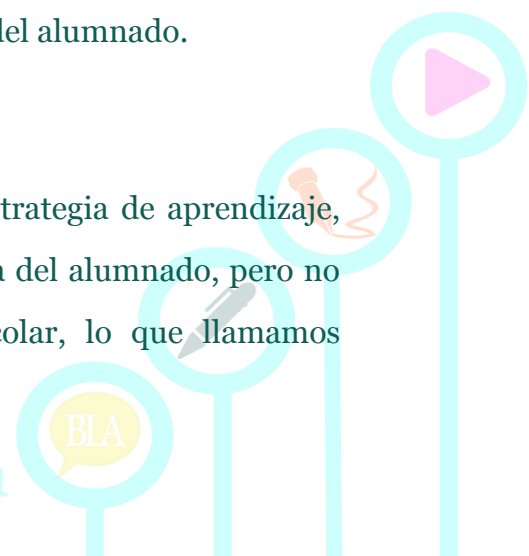 del alumnado.
trategia de aprendizaje,
a del alumnado, pero no
colar, lo que llamamos
BLA
a